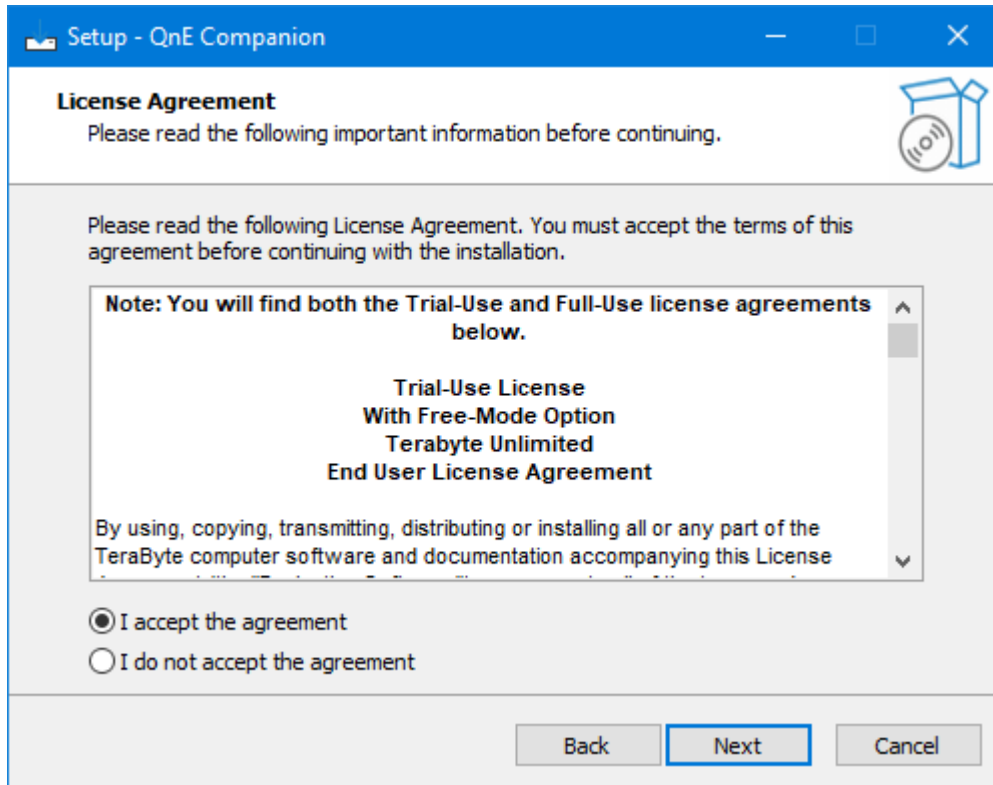 Setup - QnE Companion
License Agreement
Please read the following important information before continuing.
Please read the following License Agreement. You must accept the terms of this
agreement before continuing with the installation.
Note: You will find both the Trial-Use and Full-Use license agreements
below.
Trial-Use License
With Free-Mode Option
Terabyte Unlimited
End User License Agreement
By using, copying, transmitting, distributing or installing all or any part of the
TeraByte computer software and documentation accompanying this License
I accept the agreement
I do not accept the agreement
Back
Next
Cancel